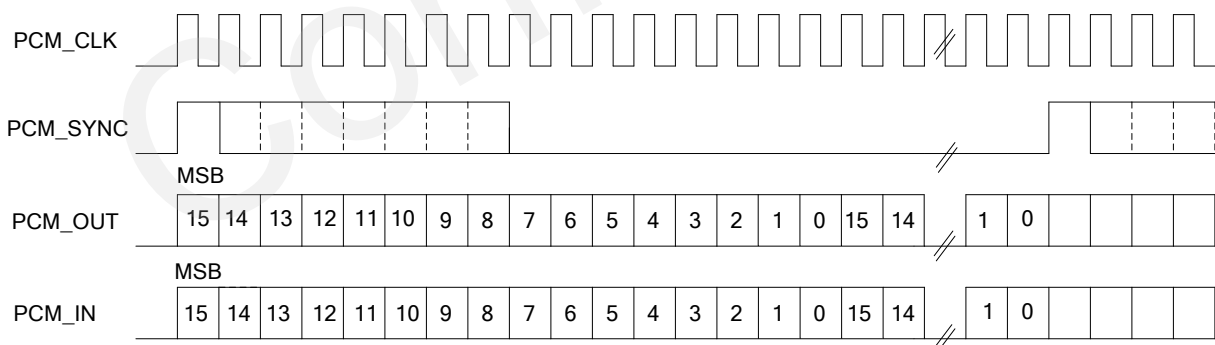 PCM_CLK
PCM_SYNC
MSB
PCM_OUT 15 14 13 12 11 10 9 8 7 6 5 4 3 2 1 0 15 14 1 0
MSB
PCM_IN 15 14 13 12 11 10 9 8 7 6 5 4 3 2 1 0 15 14 1 0